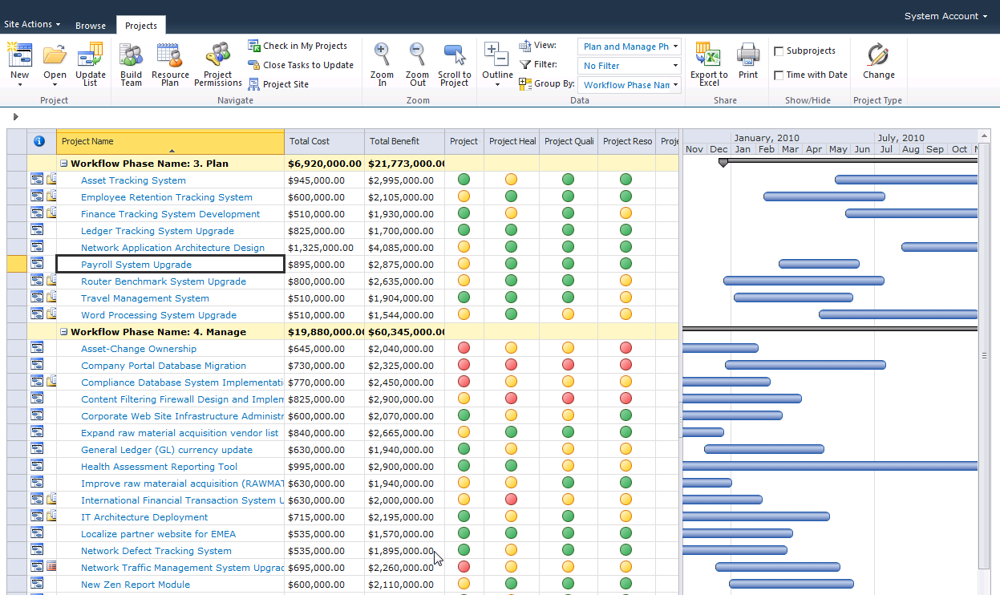 System Account
Site Actions Browse Projects
New Open Update List Build Team Resource Plan Project Permissions Check in My Projects Close Tasks to Update Project Site Zoom In Zoom Out Scroll to Project Outline View: Plan and Manage Ph Filter: No Filter Group By: Workflow Phase Nan Export to Excel Print Subprojects Time with Date Change
Project Navigate Zoom Data Share Show/Hide Project Type
January, 2010 July, 2010
Project Name Total Cost Total Benefit Project Project Heal Project Quali Project Reso Proje Nov Dec Jan Feb Mar Apr May Jun Jul Aug Sep Oct
Workflow Phase Name: 3. Plan $6,920,000.00 $21,773,000.00
Asset Tracking System $945,000.00 $2,995,000.00
Employee Retention Tracking System $600,000.00 $2,105,000.00
Finance Tracking System Development $510,000.00 $1,930,000.00
Ledger Tracking System Upgrade $825,000.00 $1,700,000.00
Network Application Architecture Design $1,325,000.00 $4,085,000.00
Payroll System Upgrade $895,000.00 $2,875,000.00
Router Benchmark System Upgrade $800,000.00 $2,635,000.00
Travel Management System $510,000.00 $1,904,000.00
Word Processing System Upgrade $510,000.00 $1,544,000.00
Workflow Phase Name: 4. Manage $19,880,000.00 $60,345,000.00
Asset-Change Ownership $645,000.00 $2,040,000.00
Company Portal Database Migration $730,000.00 $2,325,000.00
Compliance Database System Implementati $770,000.00 $2,450,000.00
Content Filtering Firewall Design and Implem $825,000.00 $2,900,000.00
Corporate Web Site Infrastructure Administr $600,000.00 $2,070,000.00
Expand raw material acquisition vendor list $840,000.00 $2,665,000.00
General Ledger (GL) currency update $630,000.00 $1,940,000.00
Health Assessment Reporting Tool $995,000.00 $2,900,000.00
Improve raw materaial acquisition (RAWMAT $630,000.00 $1,940,000.00
International Financial Transaction System U $630,000.00 $2,000,000.00
IT Architecture Deployment $715,000.00 $2,195,000.00
Localize partner website for EMEA $535,000.00 $1,570,000.00
Network Defect Tracking System $535,000.00 $1,895,000.00
Network Traffic Management System Upgrad $695,000.00 $2,260,000.00
New Zen Report Module $600,000.00 $2,110,000.00